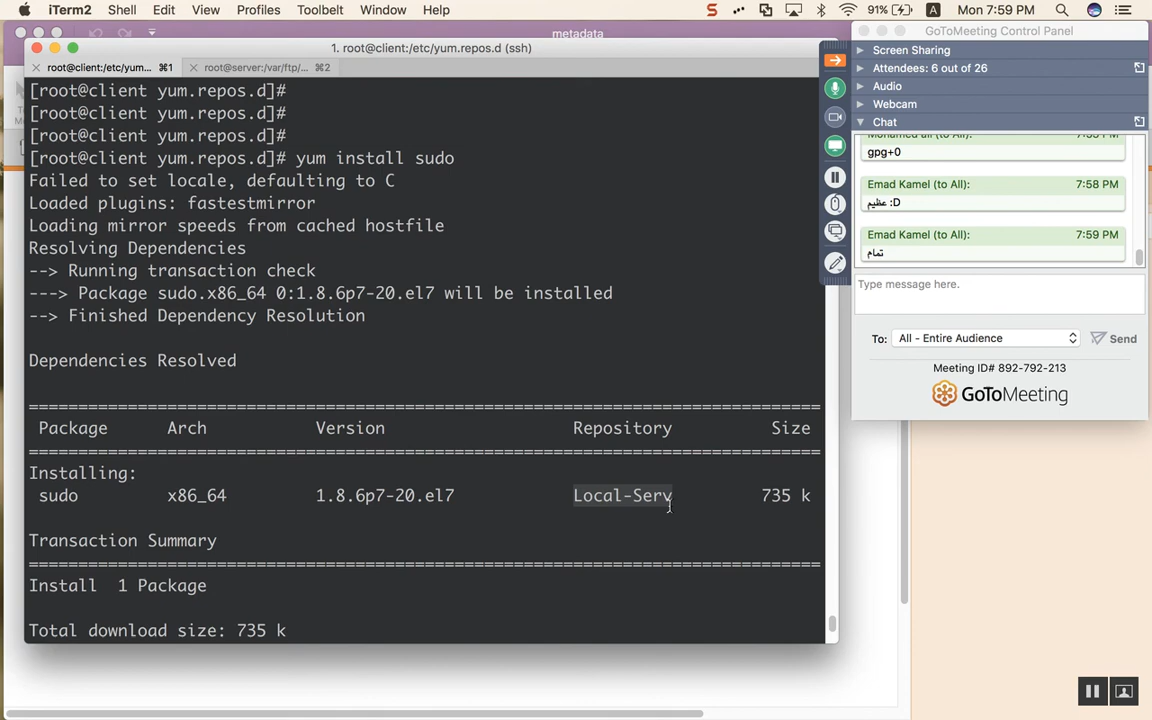 iTerm2 Shell Edit View Profiles Toolbelt Window Help
91% A Mon 7:59 PM
metadata
1. root@client:/etc/yum.repos.d (ssh)
root@client:/etc/yum... ⌘1
root@server:/var/ftp/... ⌘2
[root@client yum.repos.d]#
[root@client yum.repos.d]#
[root@client yum.repos.d]#
[root@client yum.repos.d]# yum install sudo
Failed to set locale, defaulting to C
Loaded plugins: fastestmirror
Loading mirror speeds from cached hostfile
Resolving Dependencies
--> Running transaction check
---> Package sudo.x86_64 0:1.8.6p7-20.el7 will be installed
--> Finished Dependency Resolution
Dependencies Resolved
================================================================================
Package Arch Version Repository Size
================================================================================
Installing:
sudo x86_64 1.8.6p7-20.el7 Local-Serv 735 k
Transaction Summary
================================================================================
Install 1 Package
Total download size: 735 k
GoToMeeting Control Panel
Screen Sharing
Attendees: 6 out of 26
Audio
Webcam
Chat
gpg+0
Emad Kamel (to All): 7:58 PM
عظيم :D
Emad Kamel (to All): 7:59 PM
تمام
Type message here.
To: All - Entire Audience
Send
Meeting ID# 892-792-213
GoToMeeting